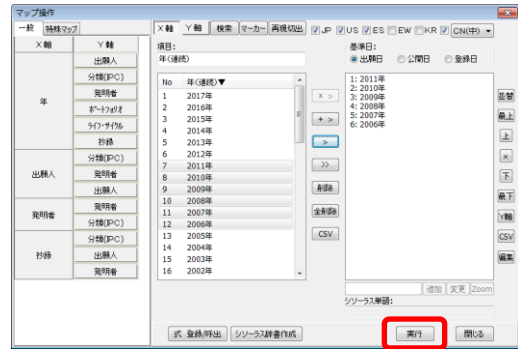 マップ操作
一般 特殊マップ
X 軸 Y 軸
年
出願人
分類(IPC)
発明者
ポートフォリオ
ライフ・サイクル
抄録
出願人
分類(IPC)
発明者
出願人
発明者
発明者
分類(IPC)
抄録
分類(IPC)
出願人
発明者
X 軸 Y 軸 検索 マーカー 再現切出
JP US ES EW KR CN(中)
項目:
年(連続)
No 年(連続)▼
1 2017年
2 2016年
3 2015年
4 2014年
5 2013年
6 2012年
7 2011年
8 2010年
9 2009年
10 2008年
11 2007年
12 2006年
13 2005年
14 2004年
15 2003年
16 2002年
x >
+ >
>
>>
削除
全削除
CSV
基準日:
出願日 公開日 登録日
1: 2011年
2: 2010年
3: 2009年
4: 2008年
5: 2007年
6: 2006年
並替
最上
上
×
下
最下
Y軸
CSV
編集
追加 変更 Zoom
シソーラス単語:
式 登録/呼出 シソーラス辞書作成 実行 閉じる